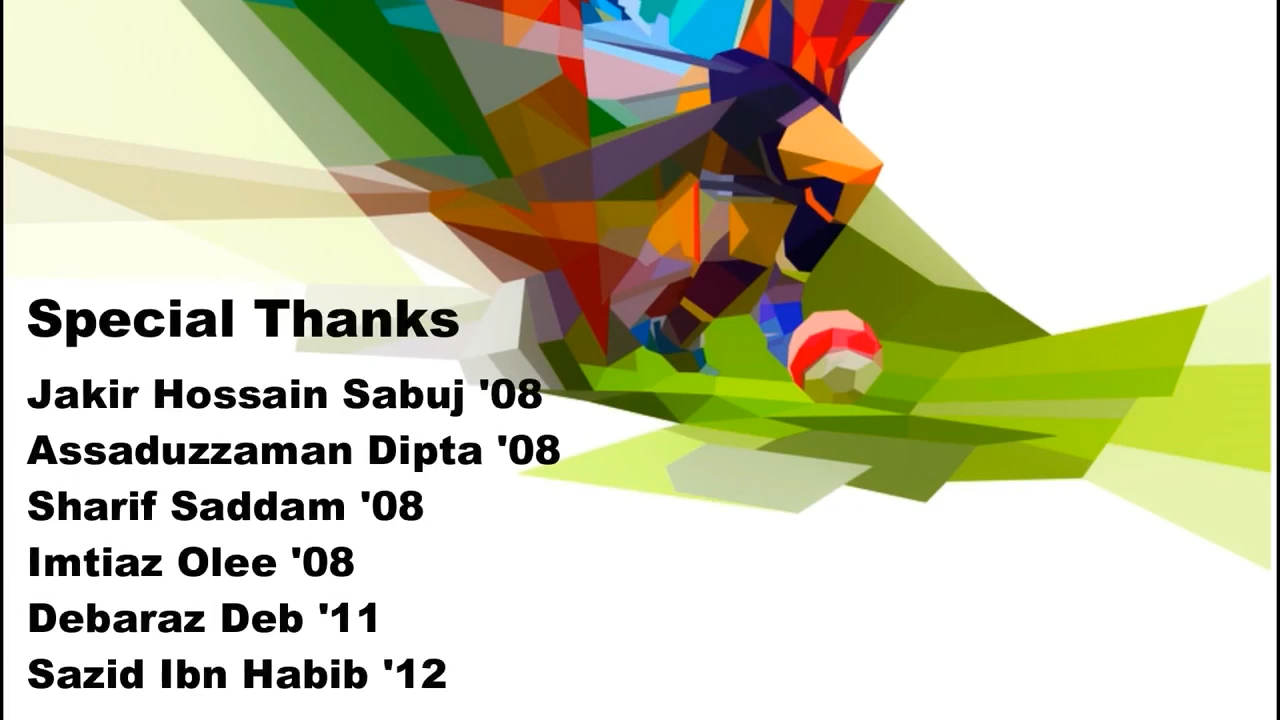 Special Thanks
Jakir Hossain Sabuj '08
Assaduzzaman Dipta '08
Sharif Saddam '08
Imtiaz Olee '08
Debaraz Deb '11
Sazid Ibn Habib '12